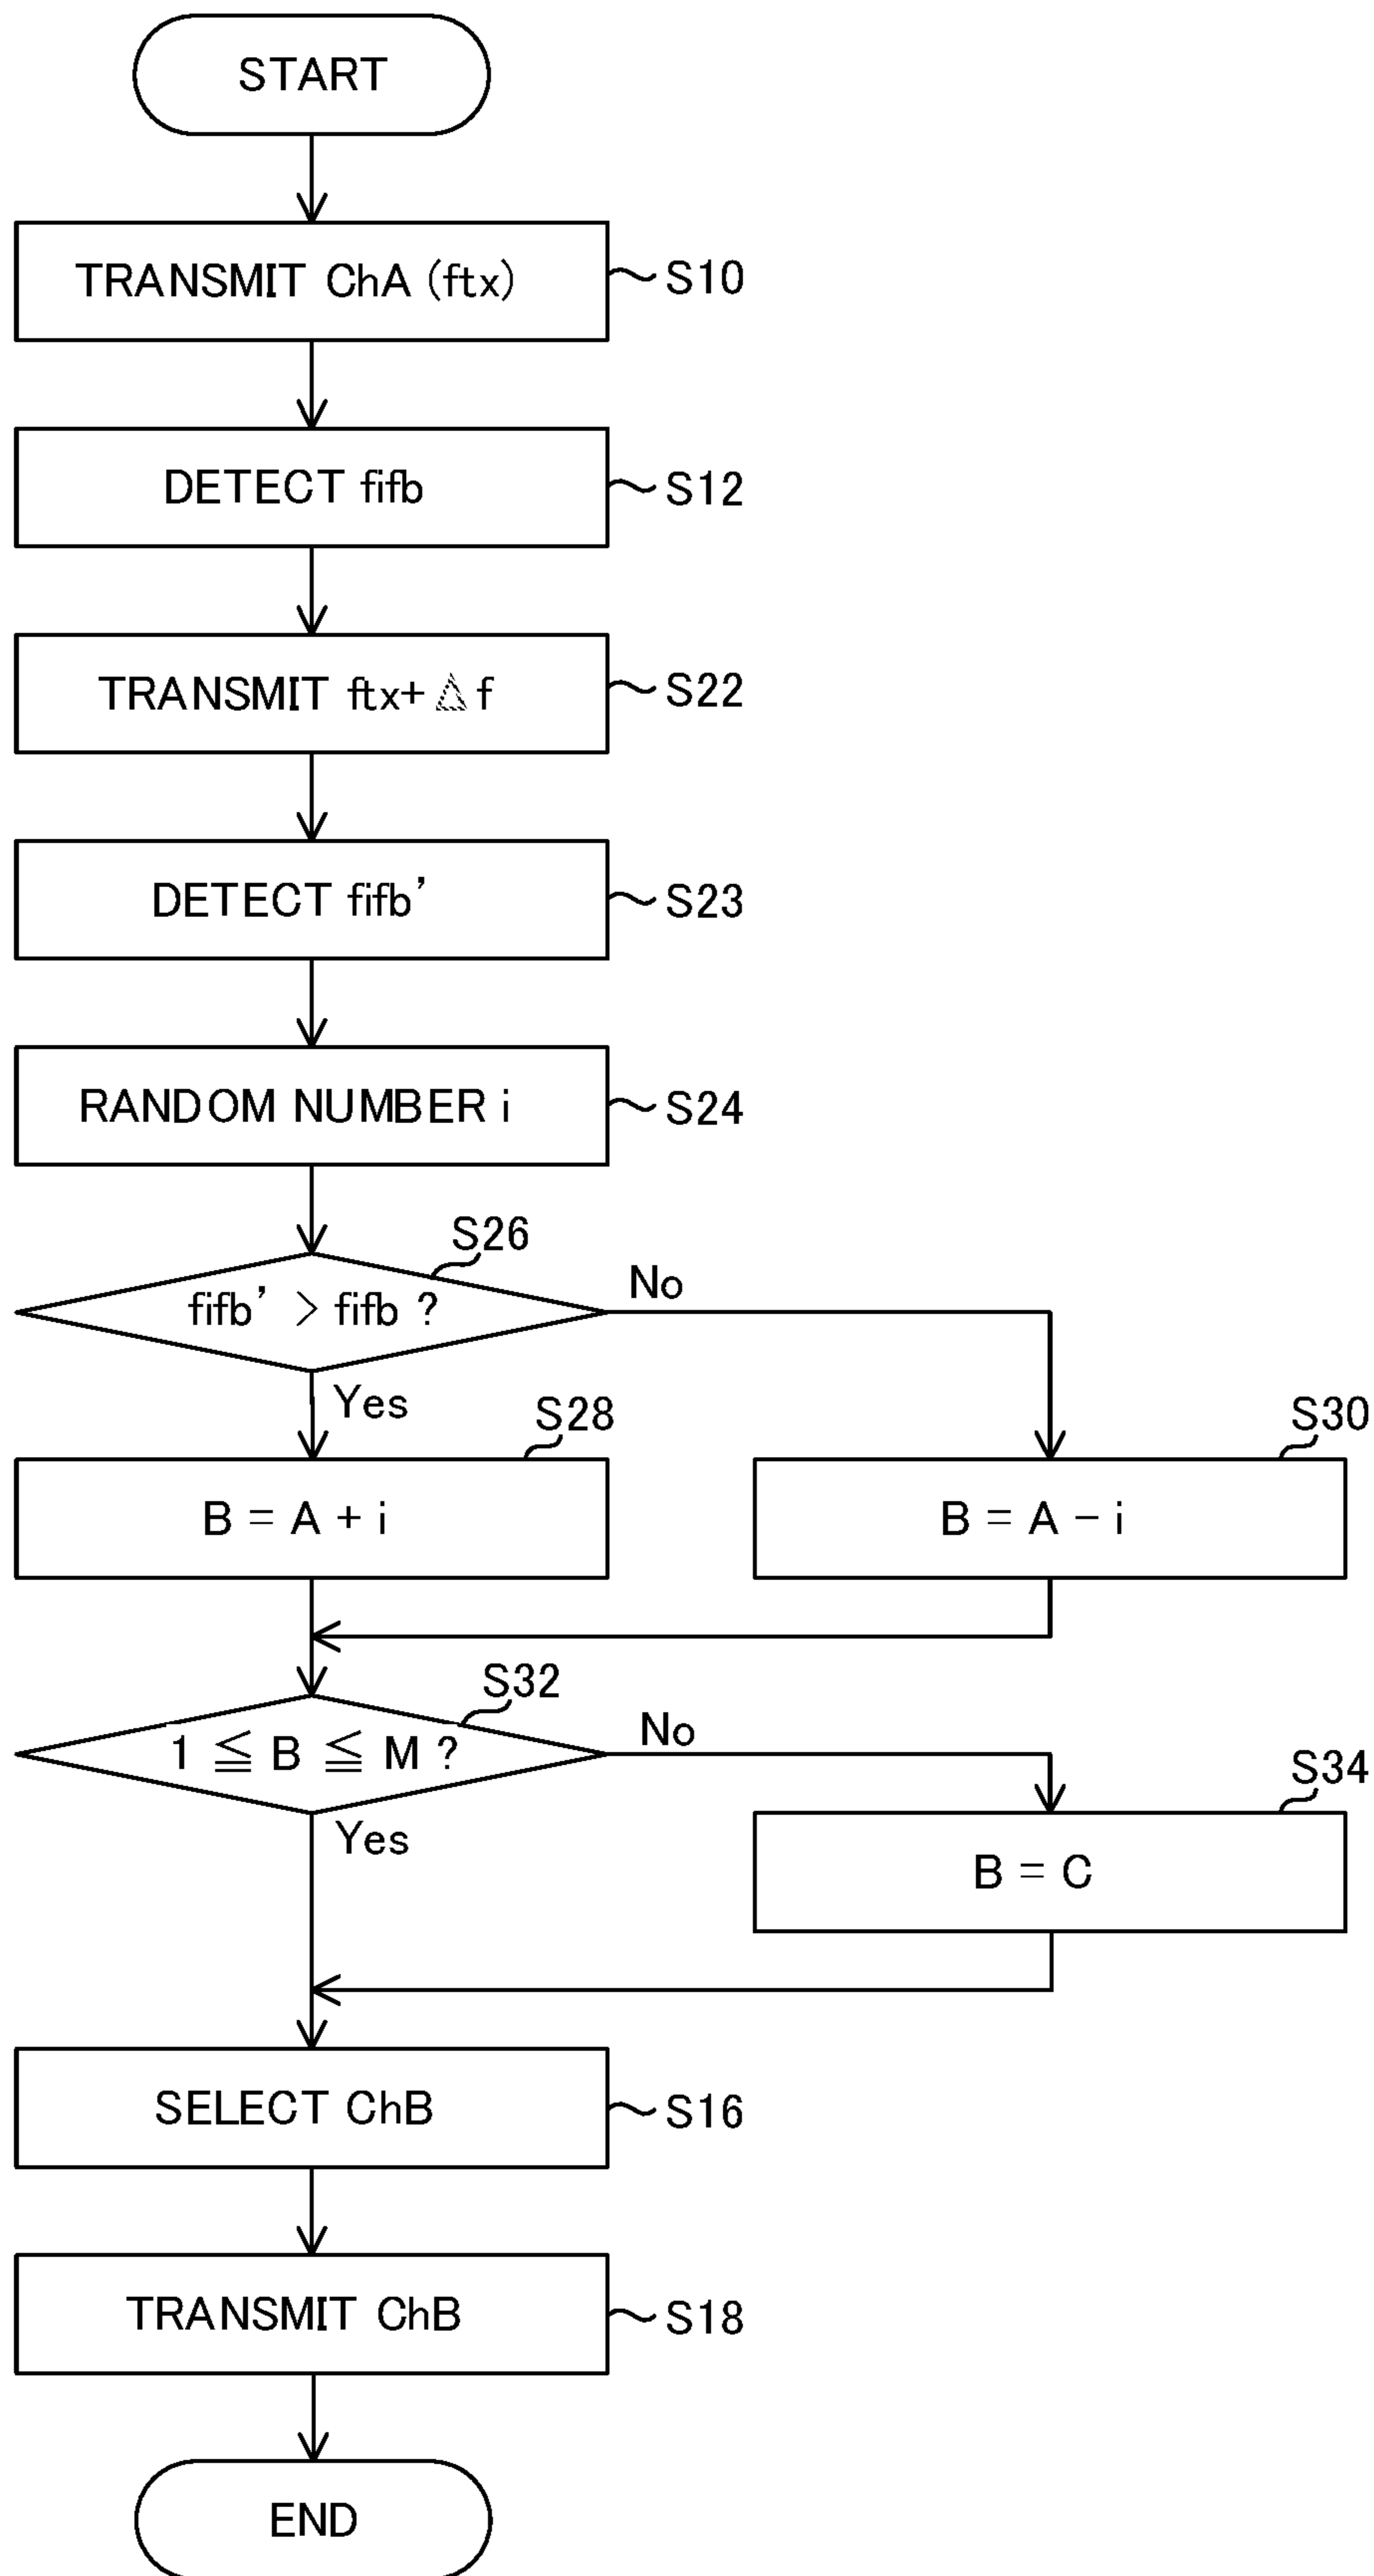 START
TRANSMIT ChA (ftx)
S10
DETECT fifb
S12
TRANSMIT ftx+△f
S22
DETECT fifb’
S23
RANDOM NUMBER i
S24
S26
fifb’ > fifb ?
No
Yes
S28
S30
B = A + i
B = A − i
S32
1 ≦ B ≦ M ?
No
S34
Yes
B = C
SELECT ChB
S16
TRANSMIT ChB
S18
END